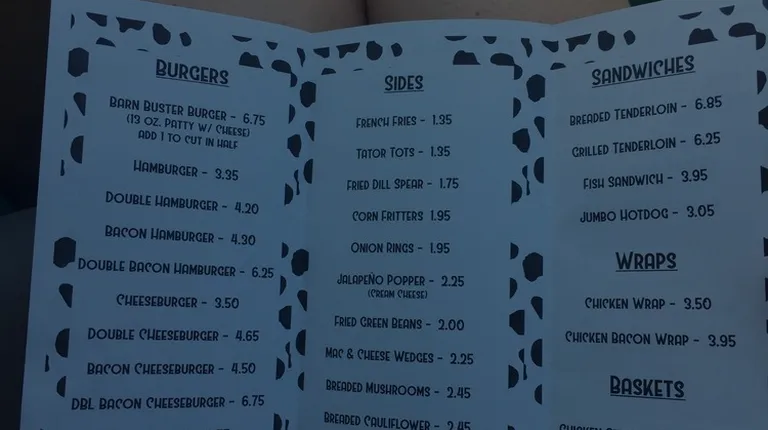 BURGERS
BARN BUSTER BURGER - 6.75
(13 OZ. PATTY W/ CHEESE)
ADD 1 TO CUT IN HALF
HAMBURGER - 3.35
DOUBLE HAMBURGER - 4.20
BACON HAMBURGER - 4.30
DOUBLE BACON HAMBURGER - 6.25
CHEESEBURGER - 3.50
DOUBLE CHEESEBURGER - 4.65
BACON CHEESEBURGER - 4.50
DBL BACON CHEESEBURGER - 6.75
SIDES
FRENCH FRIES - 1.35
TATOR TOTS - 1.35
FRIED DILL SPEAR - 1.75
CORN FRITTERS 1.95
ONION RINGS - 1.95
JALAPEÑO POPPER - 2.25
(CREAM CHEESE)
FRIED GREEN BEANS - 2.00
MAC & CHEESE WEDGES - 2.25
BREADED MUSHROOMS - 2.45
BREADED CAULIFLOWER - 2.45
SANDWICHES
BREADED TENDERLOIN - 6.85
GRILLED TENDERLOIN - 6.25
FISH SANDWICH - 3.95
JUMBO HOTDOG - 3.05
WRAPS
CHICKEN WRAP - 3.50
CHICKEN BACON WRAP - 3.95
BASKETS